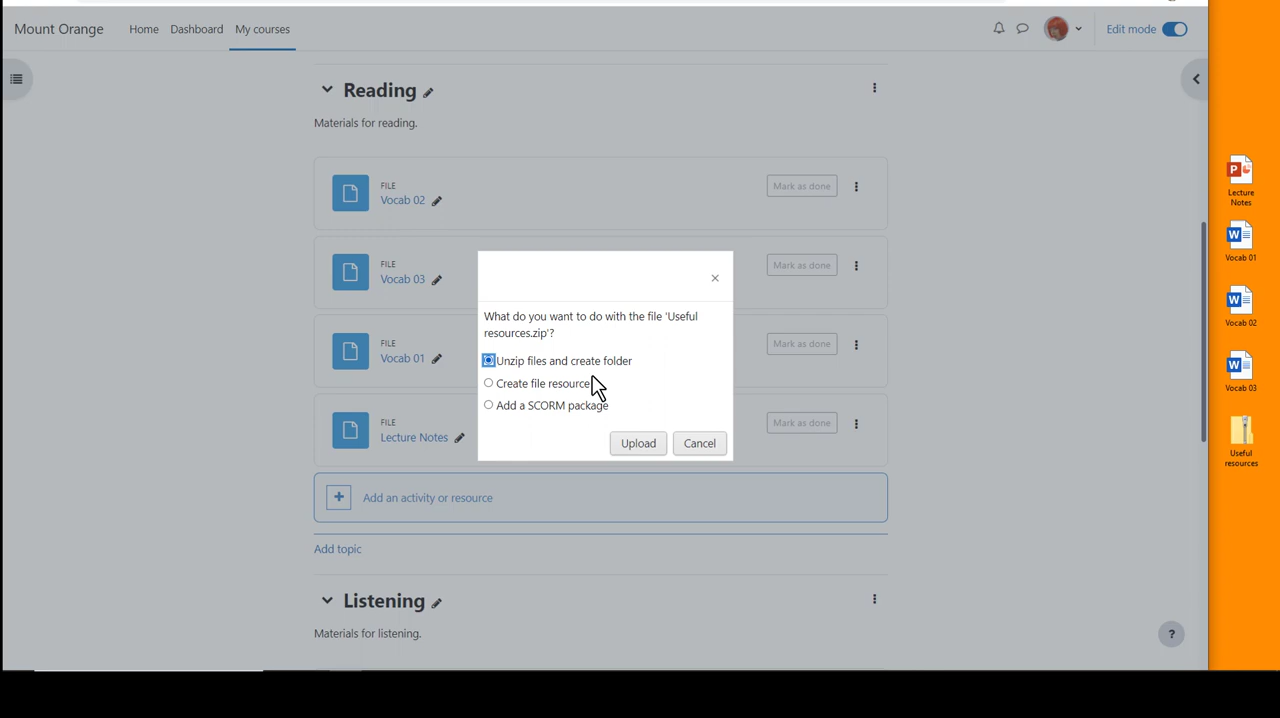 Mount Orange
Home
Dashboard
My courses
Edit mode
Reading
Materials for reading.
FILE
Vocab 02
Mark as done
FILE
Vocab 03
Mark as done
FILE
Vocab 01
Mark as done
FILE
Lecture Notes
Mark as done
What do you want to do with the file 'Useful
resources.zip'?
Unzip files and create folder
Create file resource
Add a SCORM package
Upload
Cancel
Add an activity or resource
Add topic
Listening
Materials for listening.
?
Lecture
Notes
Vocab 01
Vocab 02
Vocab 03
Useful
resources